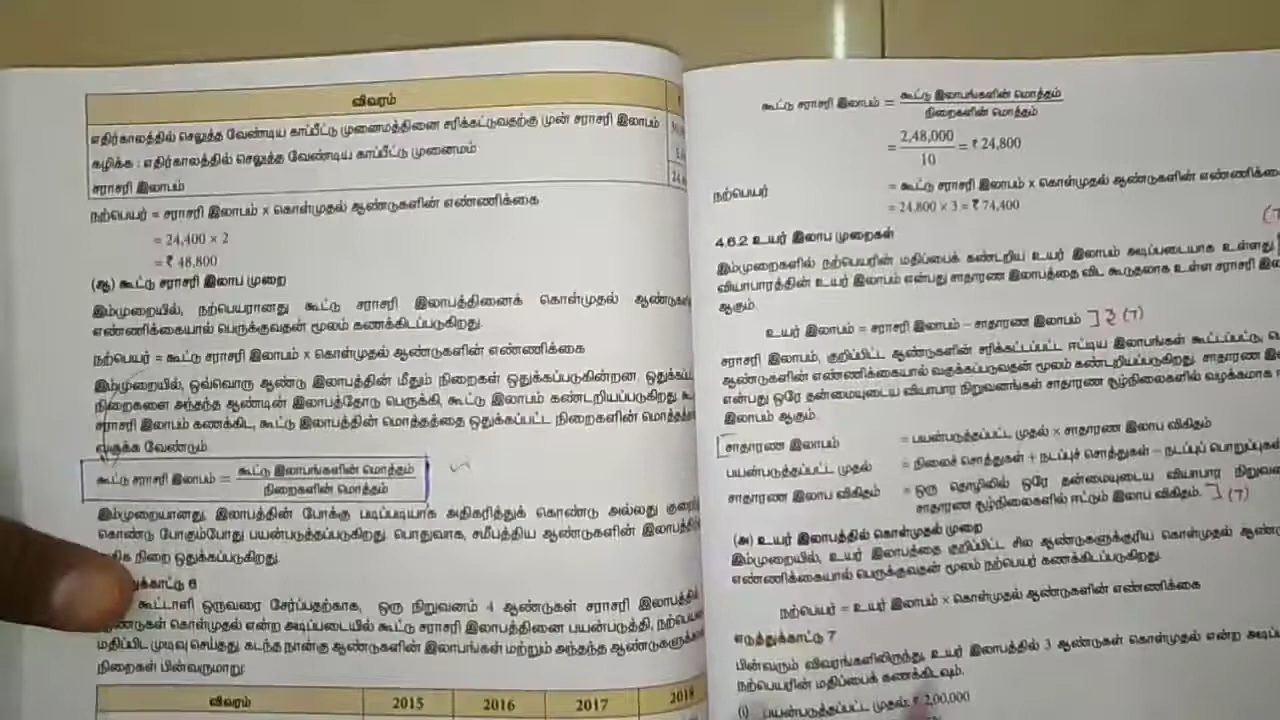 விவரம் ₹
எதிர்காலத்தில் செலுத்த வேண்டிய காப்பீட்டு முனைமத்தினை சரிக்கட்டுவதற்கு முன் சராசரி இலாபம்
கழிக்க : எதிர்காலத்தில் செலுத்த வேண்டிய காப்பீட்டு முனைமம்
சராசரி இலாபம்
நற்பெயர் = சராசரி இலாபம் x கொள்முதல் ஆண்டுகளின் எண்ணிக்கை
= 24,400 × 2
= ₹ 48,800
(ஆ) கூட்டு சராசரி இலாப முறை
இம்முறையில், நற்பெயரானது கூட்டு சராசரி இலாபத்தினைக் கொள்முதல்
எண்ணிக்கையால் பெருக்குவதன் மூலம் கணக்கிடப்படுகிறது.
நற்பெயர் = கூட்டு சராசரி இலாபம் x கொள்முதல் ஆண்டுகளின் எண்ணிக்கை
இம்முறையில், ஒவ்வொரு ஆண்டு இலாபத்தின் மீதும் நிறைகள் ஒதுக்கப்படுகின்றன.
நிறைகளை அந்தந்த ஆண்டின் இலாபத்தோடு பெருக்கி, கூட்டு இலாபம் கண்டறியப்படுகிறது.
சராசரி இலாபம் கணக்கிட, கூட்டு இலாபத்தின் மொத்தத்தை ஒதுக்கப்பட்ட நிறைகளின்
வகுக்க வேண்டும்.
கூட்டு சராசரி இலாபம் = கூட்டு இலாபங்களின் மொத்தம்
நிறைகளின் மொத்தம்
இம்முறையானது, இலாபத்தின் போக்கு படிப்படியாக அதிகரித்துக் கொண்டு அல்லது
கொண்டு போகும்போது பயன்படுத்தப்படுகிறது. பொதுவாக, சமீபத்திய ஆண்டுகளின்
நிறை ஒதுக்கப்படுகிறது.
6
கூட்டாளி ஒருவரை சேர்ப்பதற்காக, ஒரு நிறுவனம் 4 ஆண்டுகள் சராசரி
கொள்முதல் என்ற அடிப்படையில் கூட்டு சராசரி இலாபத்தினை பயன்படுத்தி,
மதிப்பிட முடிவு செய்தது. கடந்த நான்கு ஆண்டுகளின் இலாபங்கள் மற்றும் அந்தந்த
நிறைகள் பின்வருமாறு:
விவரம் 2015 2016 2017 2018
கூட்டு சராசரி இலாபம் = கூட்டு இலாபங்களின் மொத்தம்
நிறைகளின் மொத்தம்
= 2,48,000
10 = ₹ 24,800
நற்பெயர் = கூட்டு சராசரி இலாபம் x கொள்முதல் ஆண்டுகளின்
= 24,800 × 3 = ₹ 74,400
4.6.2 உயர் இலாப முறைகள்
இம்முறைகளில் நற்பெயரின் மதிப்பைக் கண்டறிய உயர் இலாபம் அடிப்படையாக உள்ளது.
வியாபாரத்தின் உயர் இலாபம் என்பது சாதாரண இலாபத்தை விட கூடுதலாக உள்ள சராசரி
ஆகும்.
உயர் இலாபம் = சராசரி இலாபம் – சாதாரண இலாபம் (T)
சராசரி இலாபம், குறிப்பிட்ட ஆண்டுகளின் சரிக்கட்டப்பட்ட ஈட்டிய இலாபங்கள் கூட்டப்பட்டு,
ஆண்டுகளின் எண்ணிக்கையால் வகுக்கப்படுவதன் மூலம் கண்டறியப்படுகிறது. சாதாரண
என்பது ஒரே தன்மையுடைய வியாபார நிறுவனங்கள் சாதாரண சூழ்நிலைகளில் வழக்கமாக
இலாபம் ஆகும்.
சாதாரண இலாபம் = பயன்படுத்தப்பட்ட முதல் × சாதாரண இலாப விகிதம்
பயன்படுத்தப்பட்ட முதல் = நிலைச் சொத்துகள் + நடப்புச் சொத்துகள் – நடப்புப்
சாதாரண இலாப விகிதம் = ஒரு தொழிலில் ஒரே தன்மையுடைய வியாபார
சாதாரண சூழ்நிலைகளில் ஈட்டும் இலாப விகிதம். (T)
(அ) உயர் இலாபத்தில் கொள்முதல் முறை
இம்முறையில், உயர் இலாபத்தை குறிப்பிட்ட சில ஆண்டுகளுக்குரிய கொள்முதல்
எண்ணிக்கையால் பெருக்குவதன் மூலம் நற்பெயர் கணக்கிடப்படுகிறது.
நற்பெயர் = உயர் இலாபம் × கொள்முதல் ஆண்டுகளின் எண்ணிக்கை
எடுத்துக்காட்டு 7
பின்வரும் விவரங்களிலிருந்து, உயர் இலாபத்தில் 3 ஆண்டுகள் கொள்முதல் என்ற
நற்பெயரின் மதிப்பைக் கணக்கிடவும்.
(i) பயன்படுத்தப்பட்ட முதல்: ₹ 2,00,000